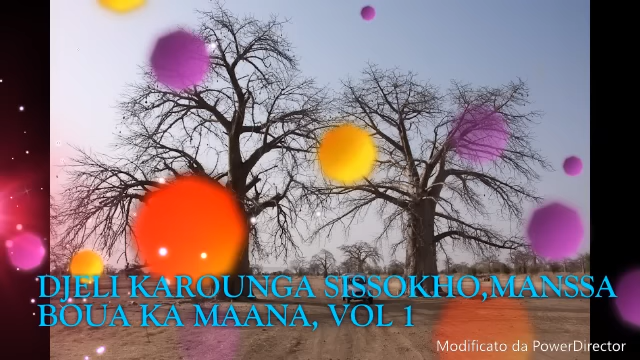 DJELI KAROUNGA SISSOKHO,MANSSA
BOUA KA MAANA, VOL 1
Modificato da PowerDirector